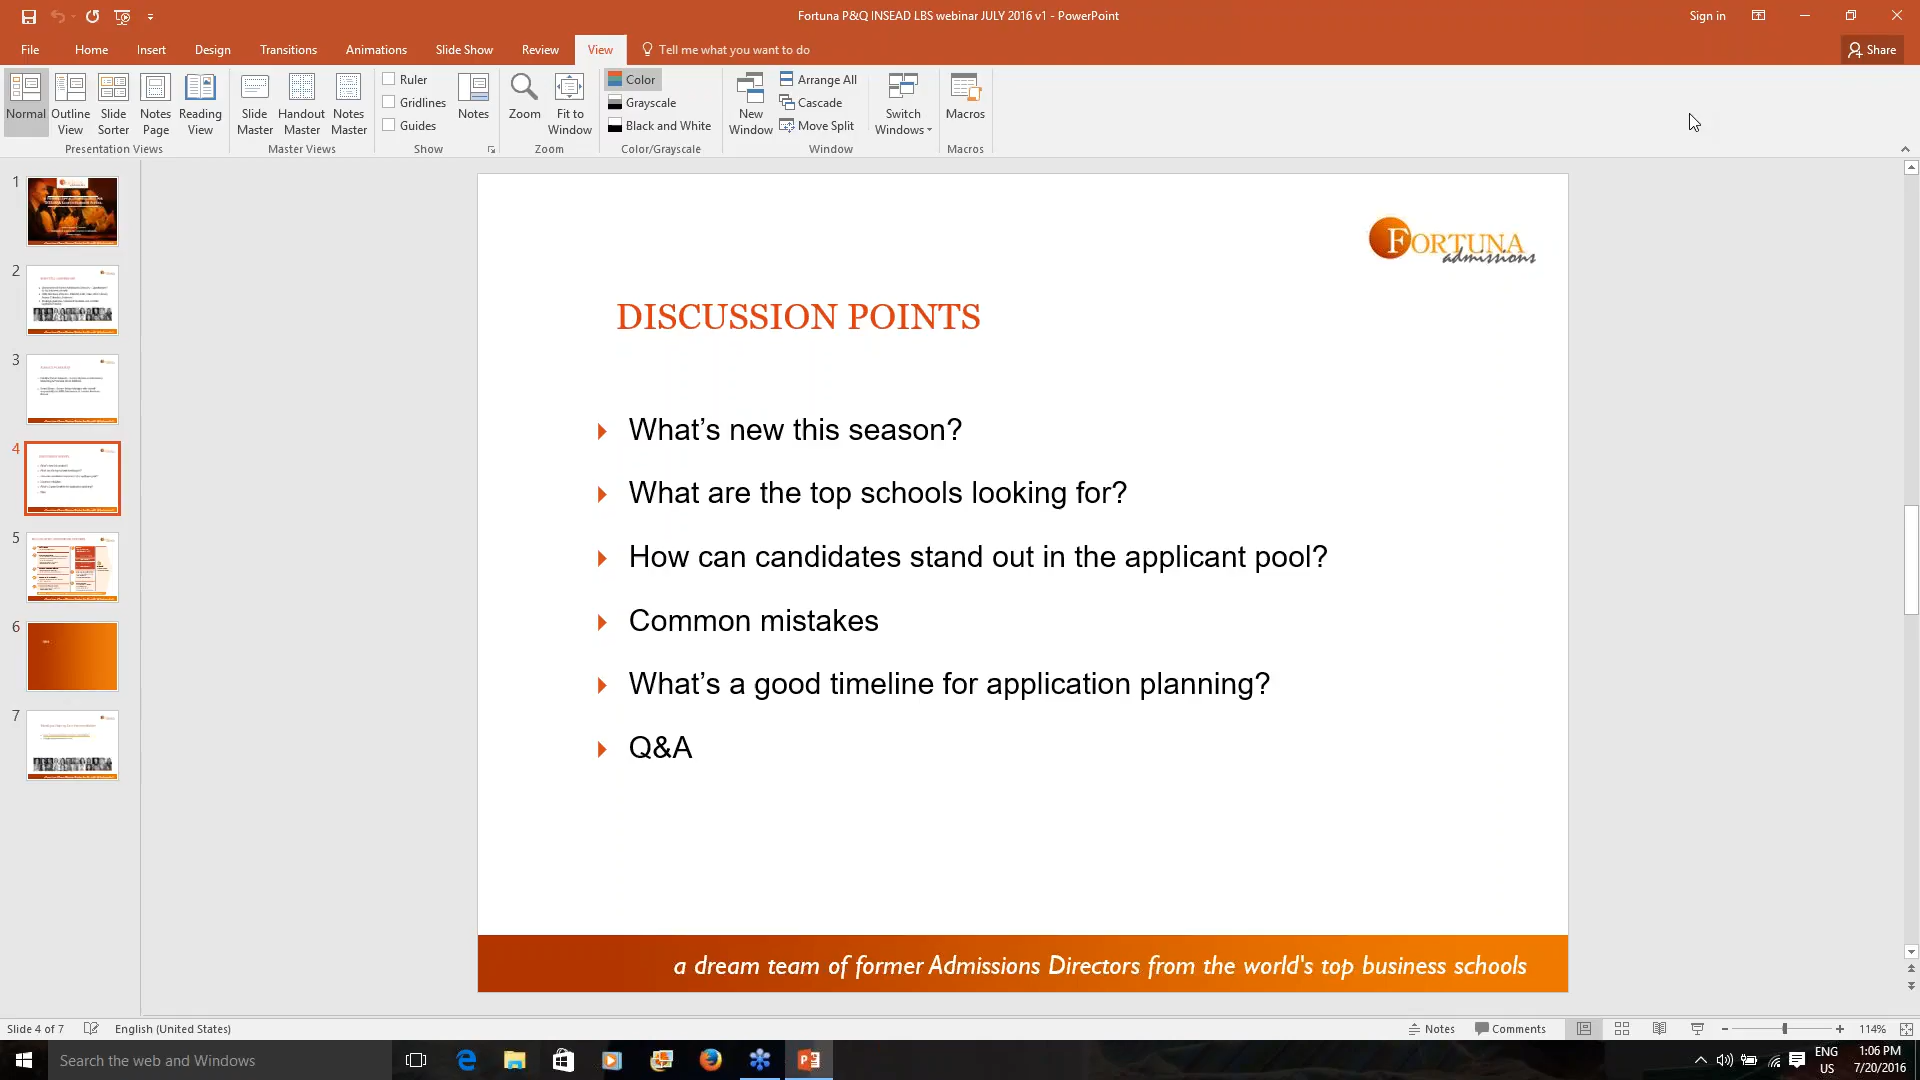 Fortuna P&Q INSEAD LBS webinar JULY 2016 v1 - PowerPoint
Sign in
File Home Insert Design Transitions Animations Slide Show Review View Tell me what you want to do
Share
Normal
Outline View
Slide Sorter
Notes Page
Reading View
Presentation Views
Slide Master
Handout Master
Notes Master
Master Views
Ruler
Gridlines
Guides
Notes
Show
Zoom
Fit to Window
Zoom
Color
Grayscale
Black and White
Color/Grayscale
New Window
Arrange All
Cascade
Move Split
Switch Windows
Window
Macros
Macros
1
2
3
4
5
6
7
FORTUNA
admissions
DISCUSSION POINTS
What’s new this season?
What are the top schools looking for?
How can candidates stand out in the applicant pool?
Common mistakes
What’s a good timeline for application planning?
Q&A
a dream team of former Admissions Directors from the world's top business schools
Slide 4 of 7 English (United States)
Notes Comments 114%
Search the web and Windows
ENG
US
1:06 PM
7/20/2016